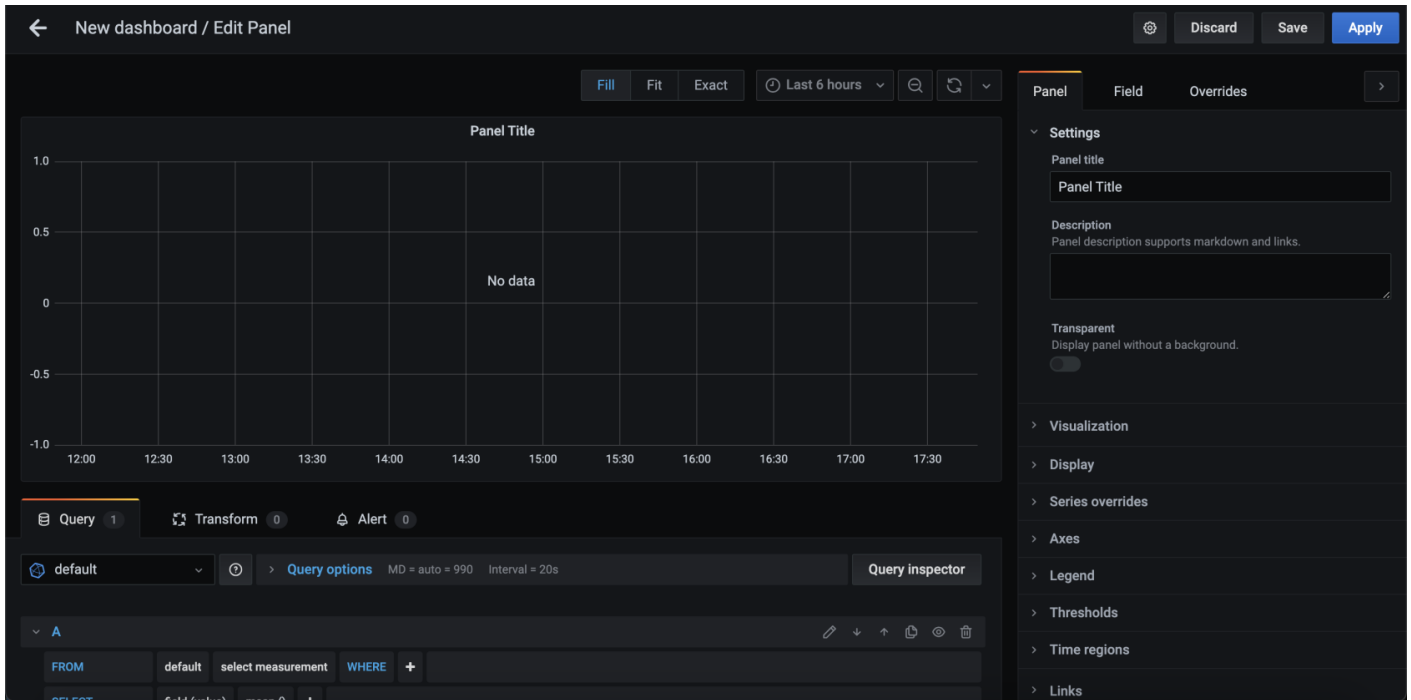 New dashboard / Edit Panel
Discard
Save
Apply
Fill
Fit
Exact
Last 6 hours
Panel
Field
Overrides
Panel Title
1.0
0.5
0
-0.5
-1.0
No data
12:00
12:30
13:00
13:30
14:00
14:30
15:00
15:30
16:00
16:30
17:00
17:30
Settings
Panel title
Panel Title
Description
Panel description supports markdown and links.
Transparent
Display panel without a background.
Visualization
Display
Series overrides
Axes
Legend
Thresholds
Time regions
Links
Query 1
Transform 0
Alert 0
default
Query options MD = auto = 990 Interval = 20s
Query inspector
A
FROM default select measurement WHERE +
SELECT field (value)